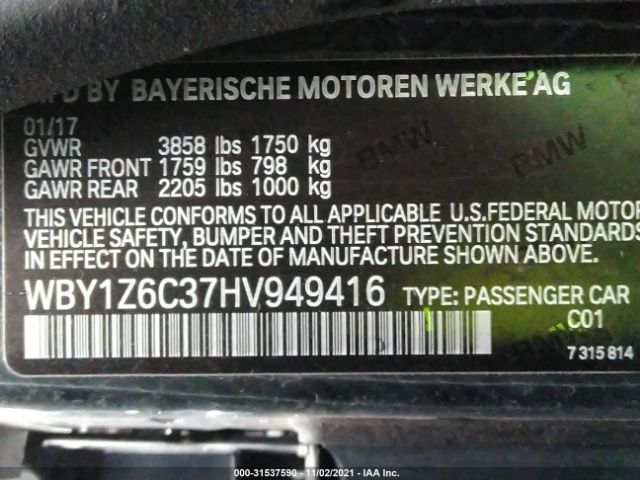 MFD BY BAYERISCHE MOTOREN WERKE AG
01/17
GVWR 3858 lbs 1750 kg
GAWR FRONT 1759 lbs 798 kg
GAWR REAR 2205 lbs 1000 kg
THIS VEHICLE CONFORMS TO ALL APPLICABLE U.S.FEDERAL MOTOR
VEHICLE SAFETY, BUMPER AND THEFT PREVENTION STANDARDS
IN EFFECT ON THE DATE OF MANUFACTURE SHOWN ABOVE.
WBY1Z6C37HV949416 TYPE: PASSENGER CAR
C01
7 315 814
BMW
BMW
000-31537590 - 11/02/2021 - IAA Inc.